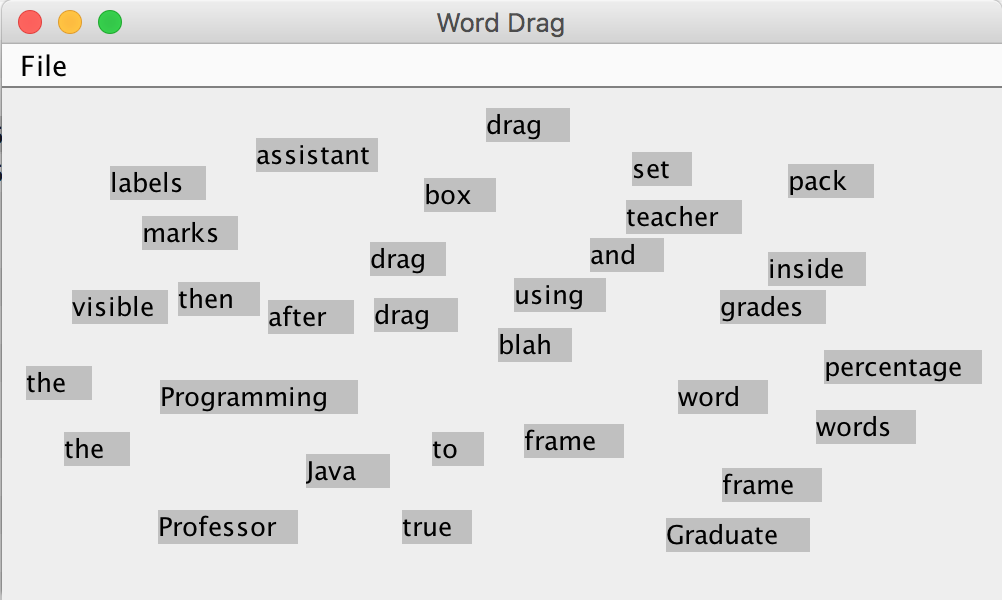 Word Drag
File
drag
assistant
set
labels
pack
box
teacher
marks
and
drag
inside
using
then
visible
grades
drag
after
blah
percentage
the
Programming
word
words
frame
the
to
Java
frame
Professor
true
Graduate